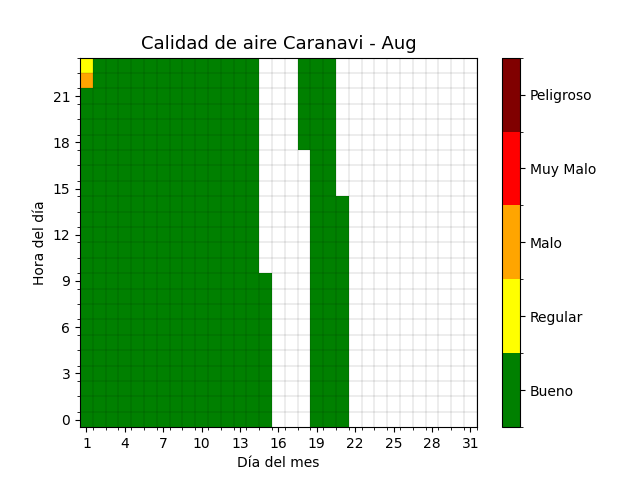 Calidad de aire Caranavi - Aug
Hora del día
21
18
15
12
9
6
3
0
1 4 7 10 13 16 19 22 25 28 31
Día del mes
Peligroso
Muy Malo
Malo
Regular
Bueno